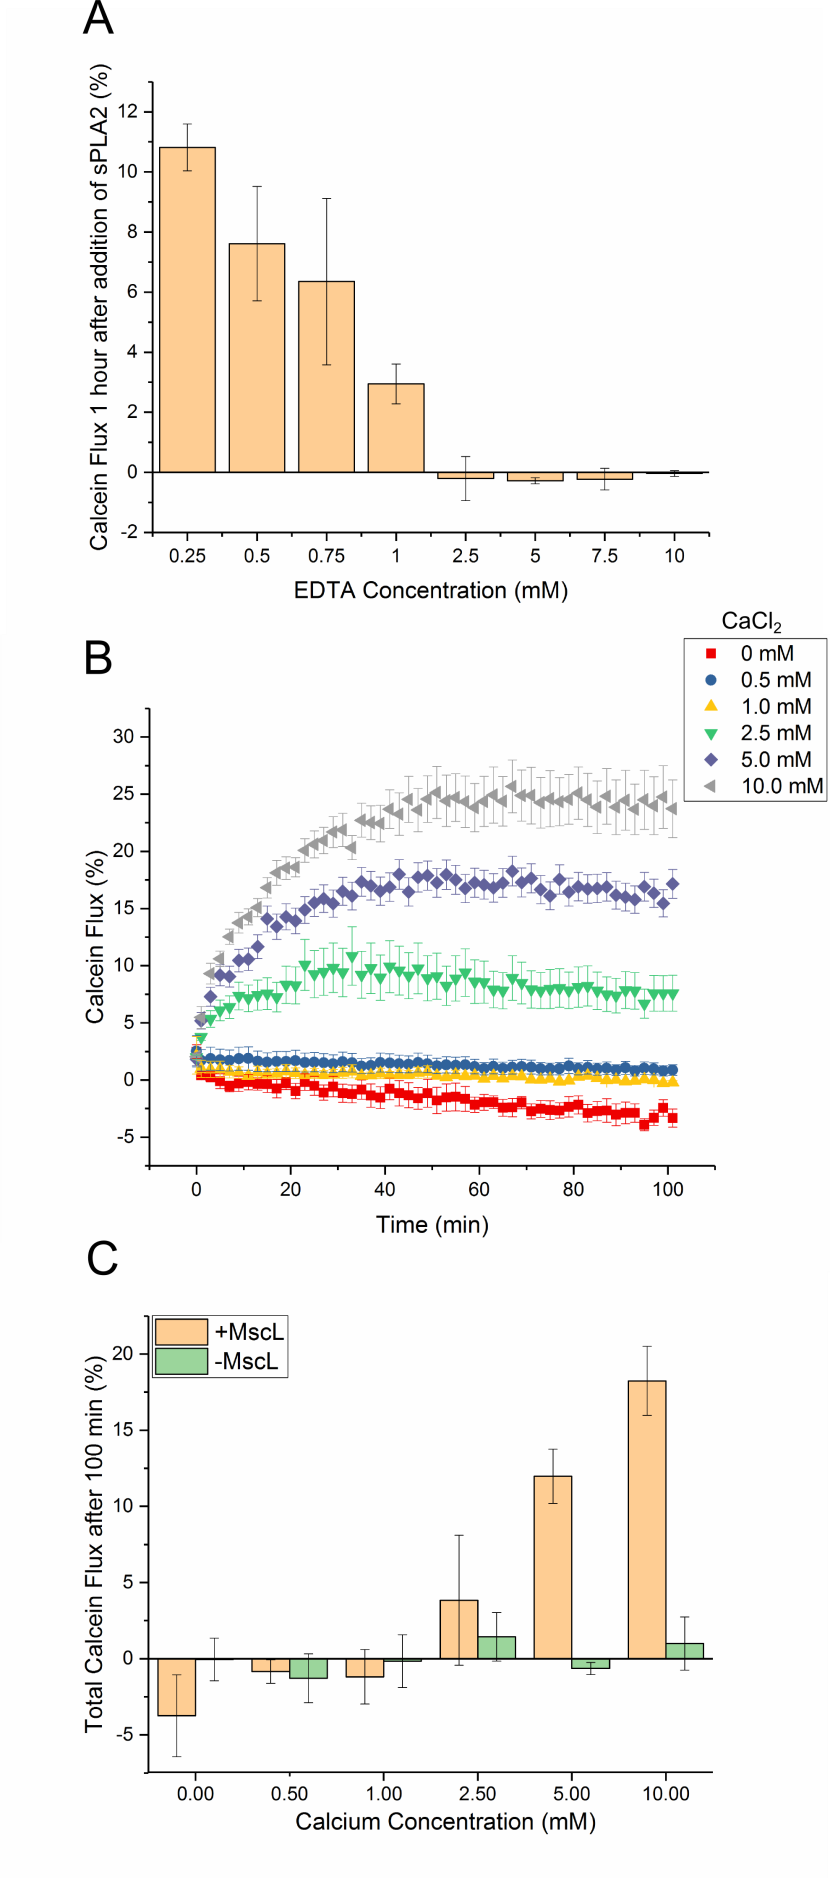 A
Calcein Flux 1 hour after addition of sPLA2 (%)
12
10
8
6
4
2
0
-2
0.25 0.5 0.75 1 2.5 5 7.5 10
EDTA Concentration (mM)
B
CaCl2
0 mM
0.5 mM
1.0 mM
2.5 mM
5.0 mM
10.0 mM
Calcein Flux (%)
30
25
20
15
10
5
0
-5
0 20 40 60 80 100
Time (min)
C
+MscL
-MscL
Total Calcein Flux after 100 min (%)
20
15
10
5
0
-5
0.00 0.50 1.00 2.50 5.00 10.00
Calcium Concentration (mM)